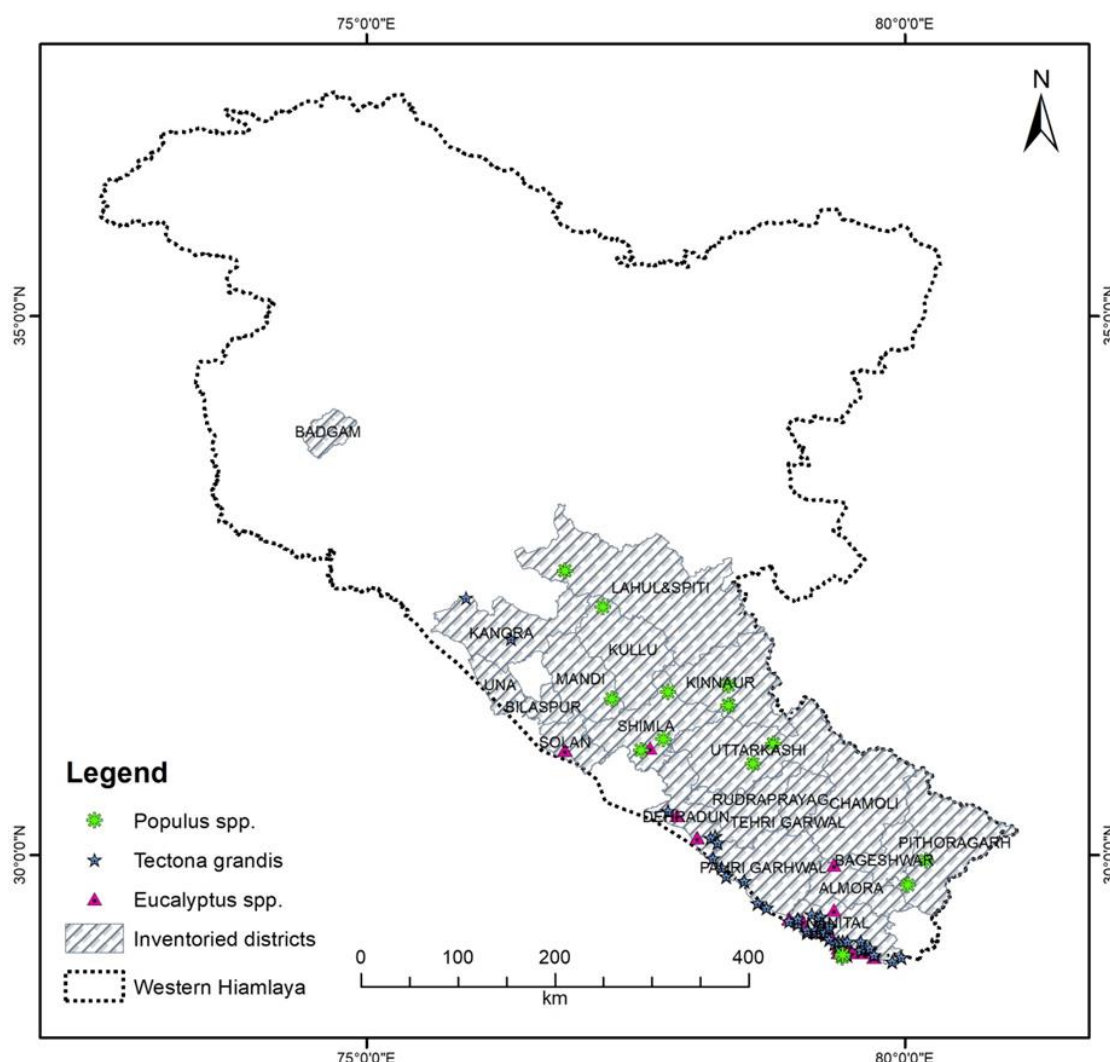 75°0'0"E 80°0'0"E
N
35°0'0"N 35°0'0"N
BADGAM
LAHUL&SPITI
KANGRA
KULLU
UNA MANDI KINNAUR
BILASPUR
SHIMLA
SOLAN UTTARKASHI
RUDRAPRAYAG CHAMOLI
DEHRADUN TEHRI GARWAL
PITHORAGARH
PAURI GARHWAL BAGESHWAR
ALMORA
NANITAL
30°0'0"N 30°0'0"N
Legend
Populus spp.
Tectona grandis
Eucalyptus spp.
Inventoried districts
Western Hiamlaya
0 100 200 400
km
75°0'0"E 80°0'0"E